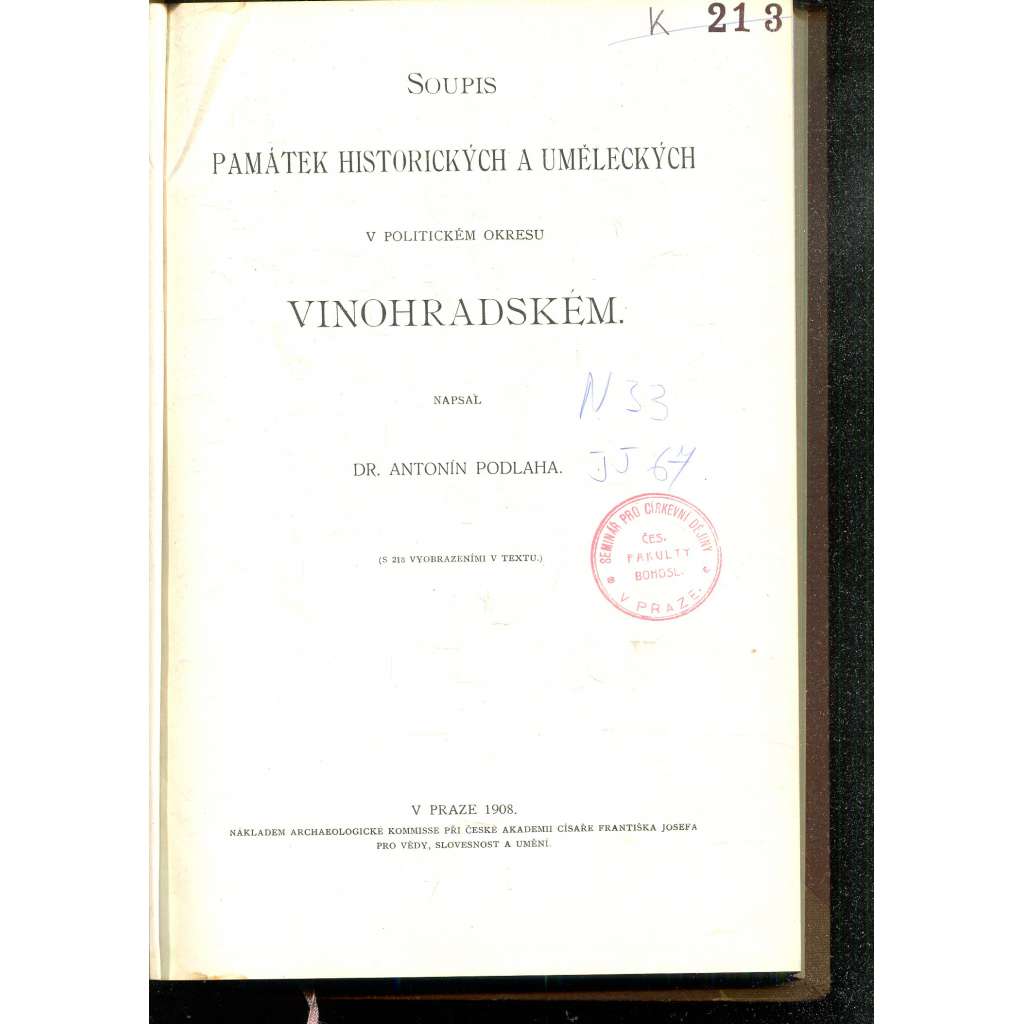 K 213
SOUPIS
PAMÁTEK HISTORICKÝCH A UMĚLECKÝCH
V POLITICKÉM OKRESU
VINOHRADSKÉM.
NAPSAL
N 33
DR. ANTONÍN PODLAHA.
JJ 67
(S 218 VYOBRAZENÍMI V TEXTU.)
SEMINÁŘ PRO CÍRKEVNÍ DĚJINY
ČES.
FAKULTY
BOHOSL.
V PRAZE.
V PRAZE 1908.
NÁKLADEM ARCHAEOLOGICKÉ KOMMISSE PŘI ČESKÉ AKADEMII CÍSAŘE FRANTIŠKA JOSEFA
PRO VĚDY, SLOVESNOST A UMĚNÍ.